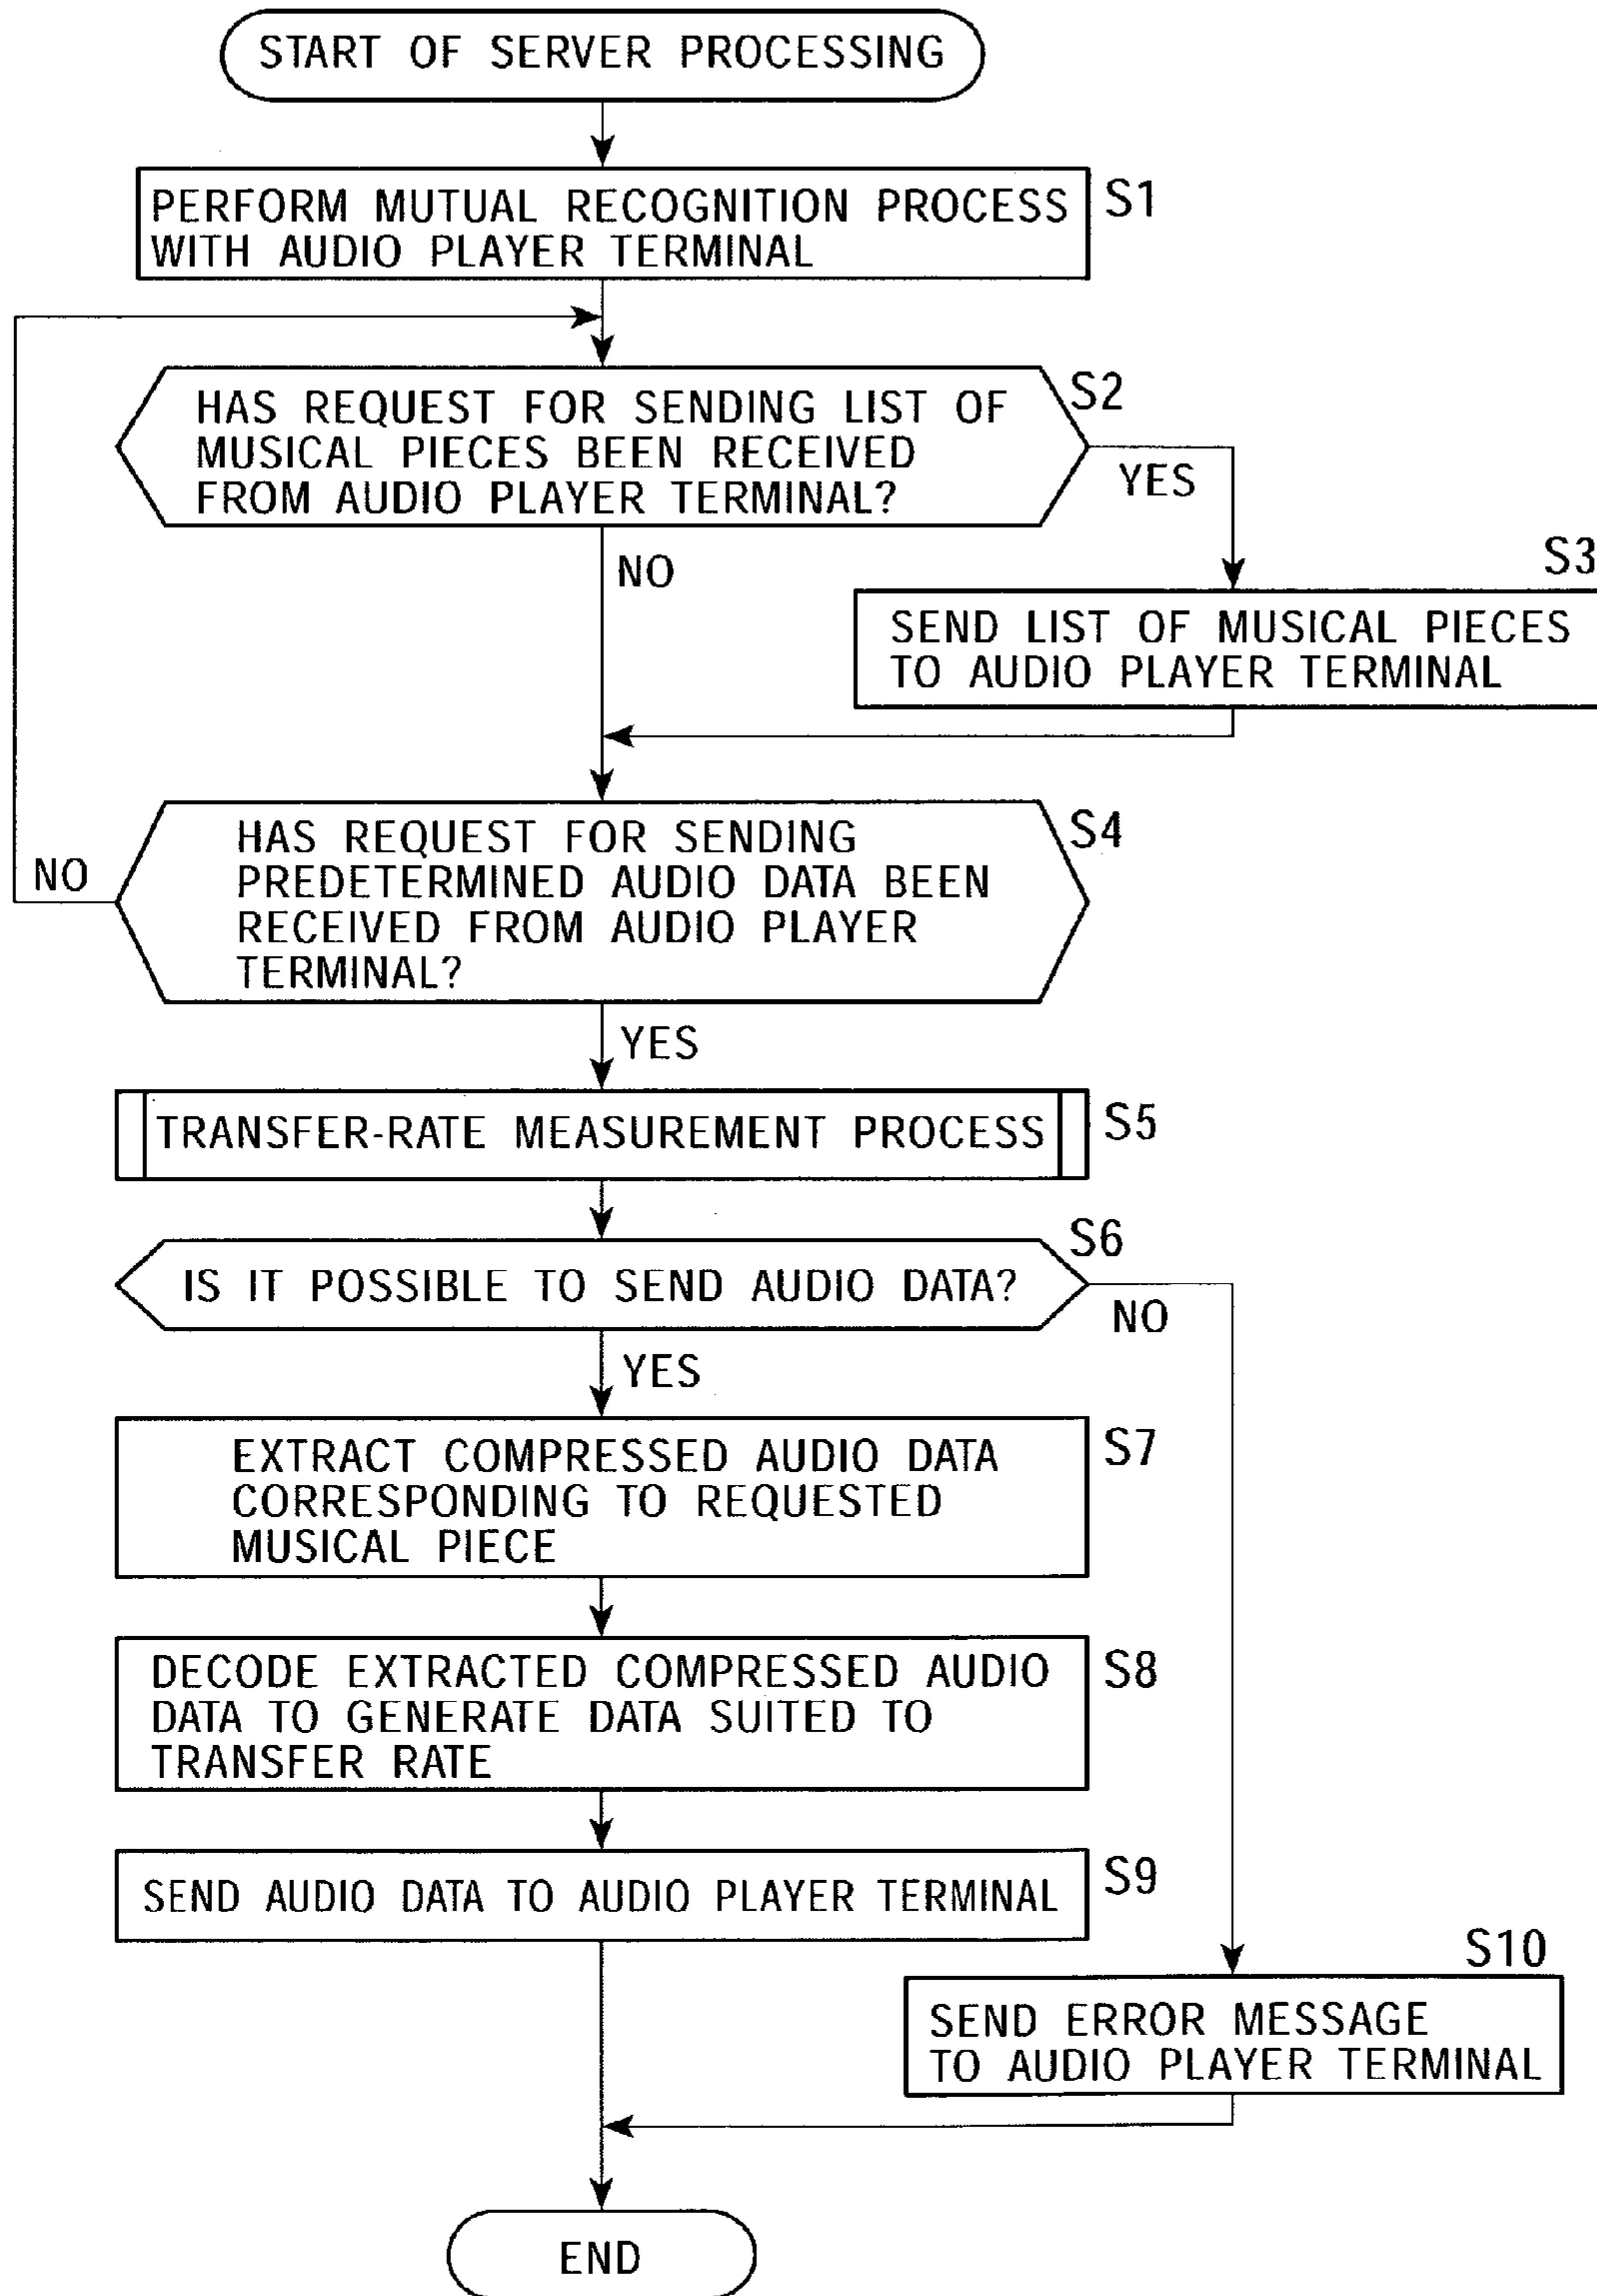 START OF SERVER PROCESSING
PERFORM MUTUAL RECOGNITION PROCESS
WITH AUDIO PLAYER TERMINAL
S1
HAS REQUEST FOR SENDING LIST OF
MUSICAL PIECES BEEN RECEIVED
FROM AUDIO PLAYER TERMINAL?
S2
YES
NO
S3
SEND LIST OF MUSICAL PIECES
TO AUDIO PLAYER TERMINAL
HAS REQUEST FOR SENDING
PREDETERMINED AUDIO DATA BEEN
RECEIVED FROM AUDIO PLAYER
TERMINAL?
S4
NO
YES
TRANSFER-RATE MEASUREMENT PROCESS
S5
IS IT POSSIBLE TO SEND AUDIO DATA?
S6
NO
YES
EXTRACT COMPRESSED AUDIO DATA
CORRESPONDING TO REQUESTED
MUSICAL PIECE
S7
DECODE EXTRACTED COMPRESSED AUDIO
DATA TO GENERATE DATA SUITED TO
TRANSFER RATE
S8
SEND AUDIO DATA TO AUDIO PLAYER TERMINAL
S9
S10
SEND ERROR MESSAGE
TO AUDIO PLAYER TERMINAL
END